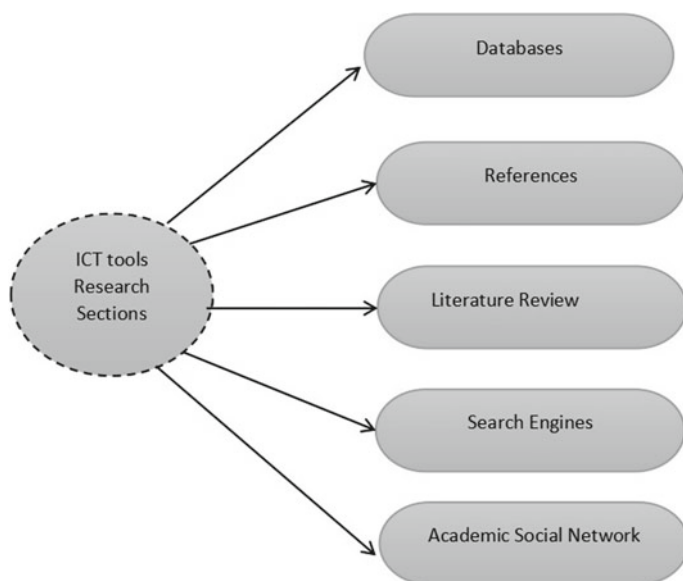 ICT tools
Research
Sections
Databases
References
Literature Review
Search Engines
Academic Social Network